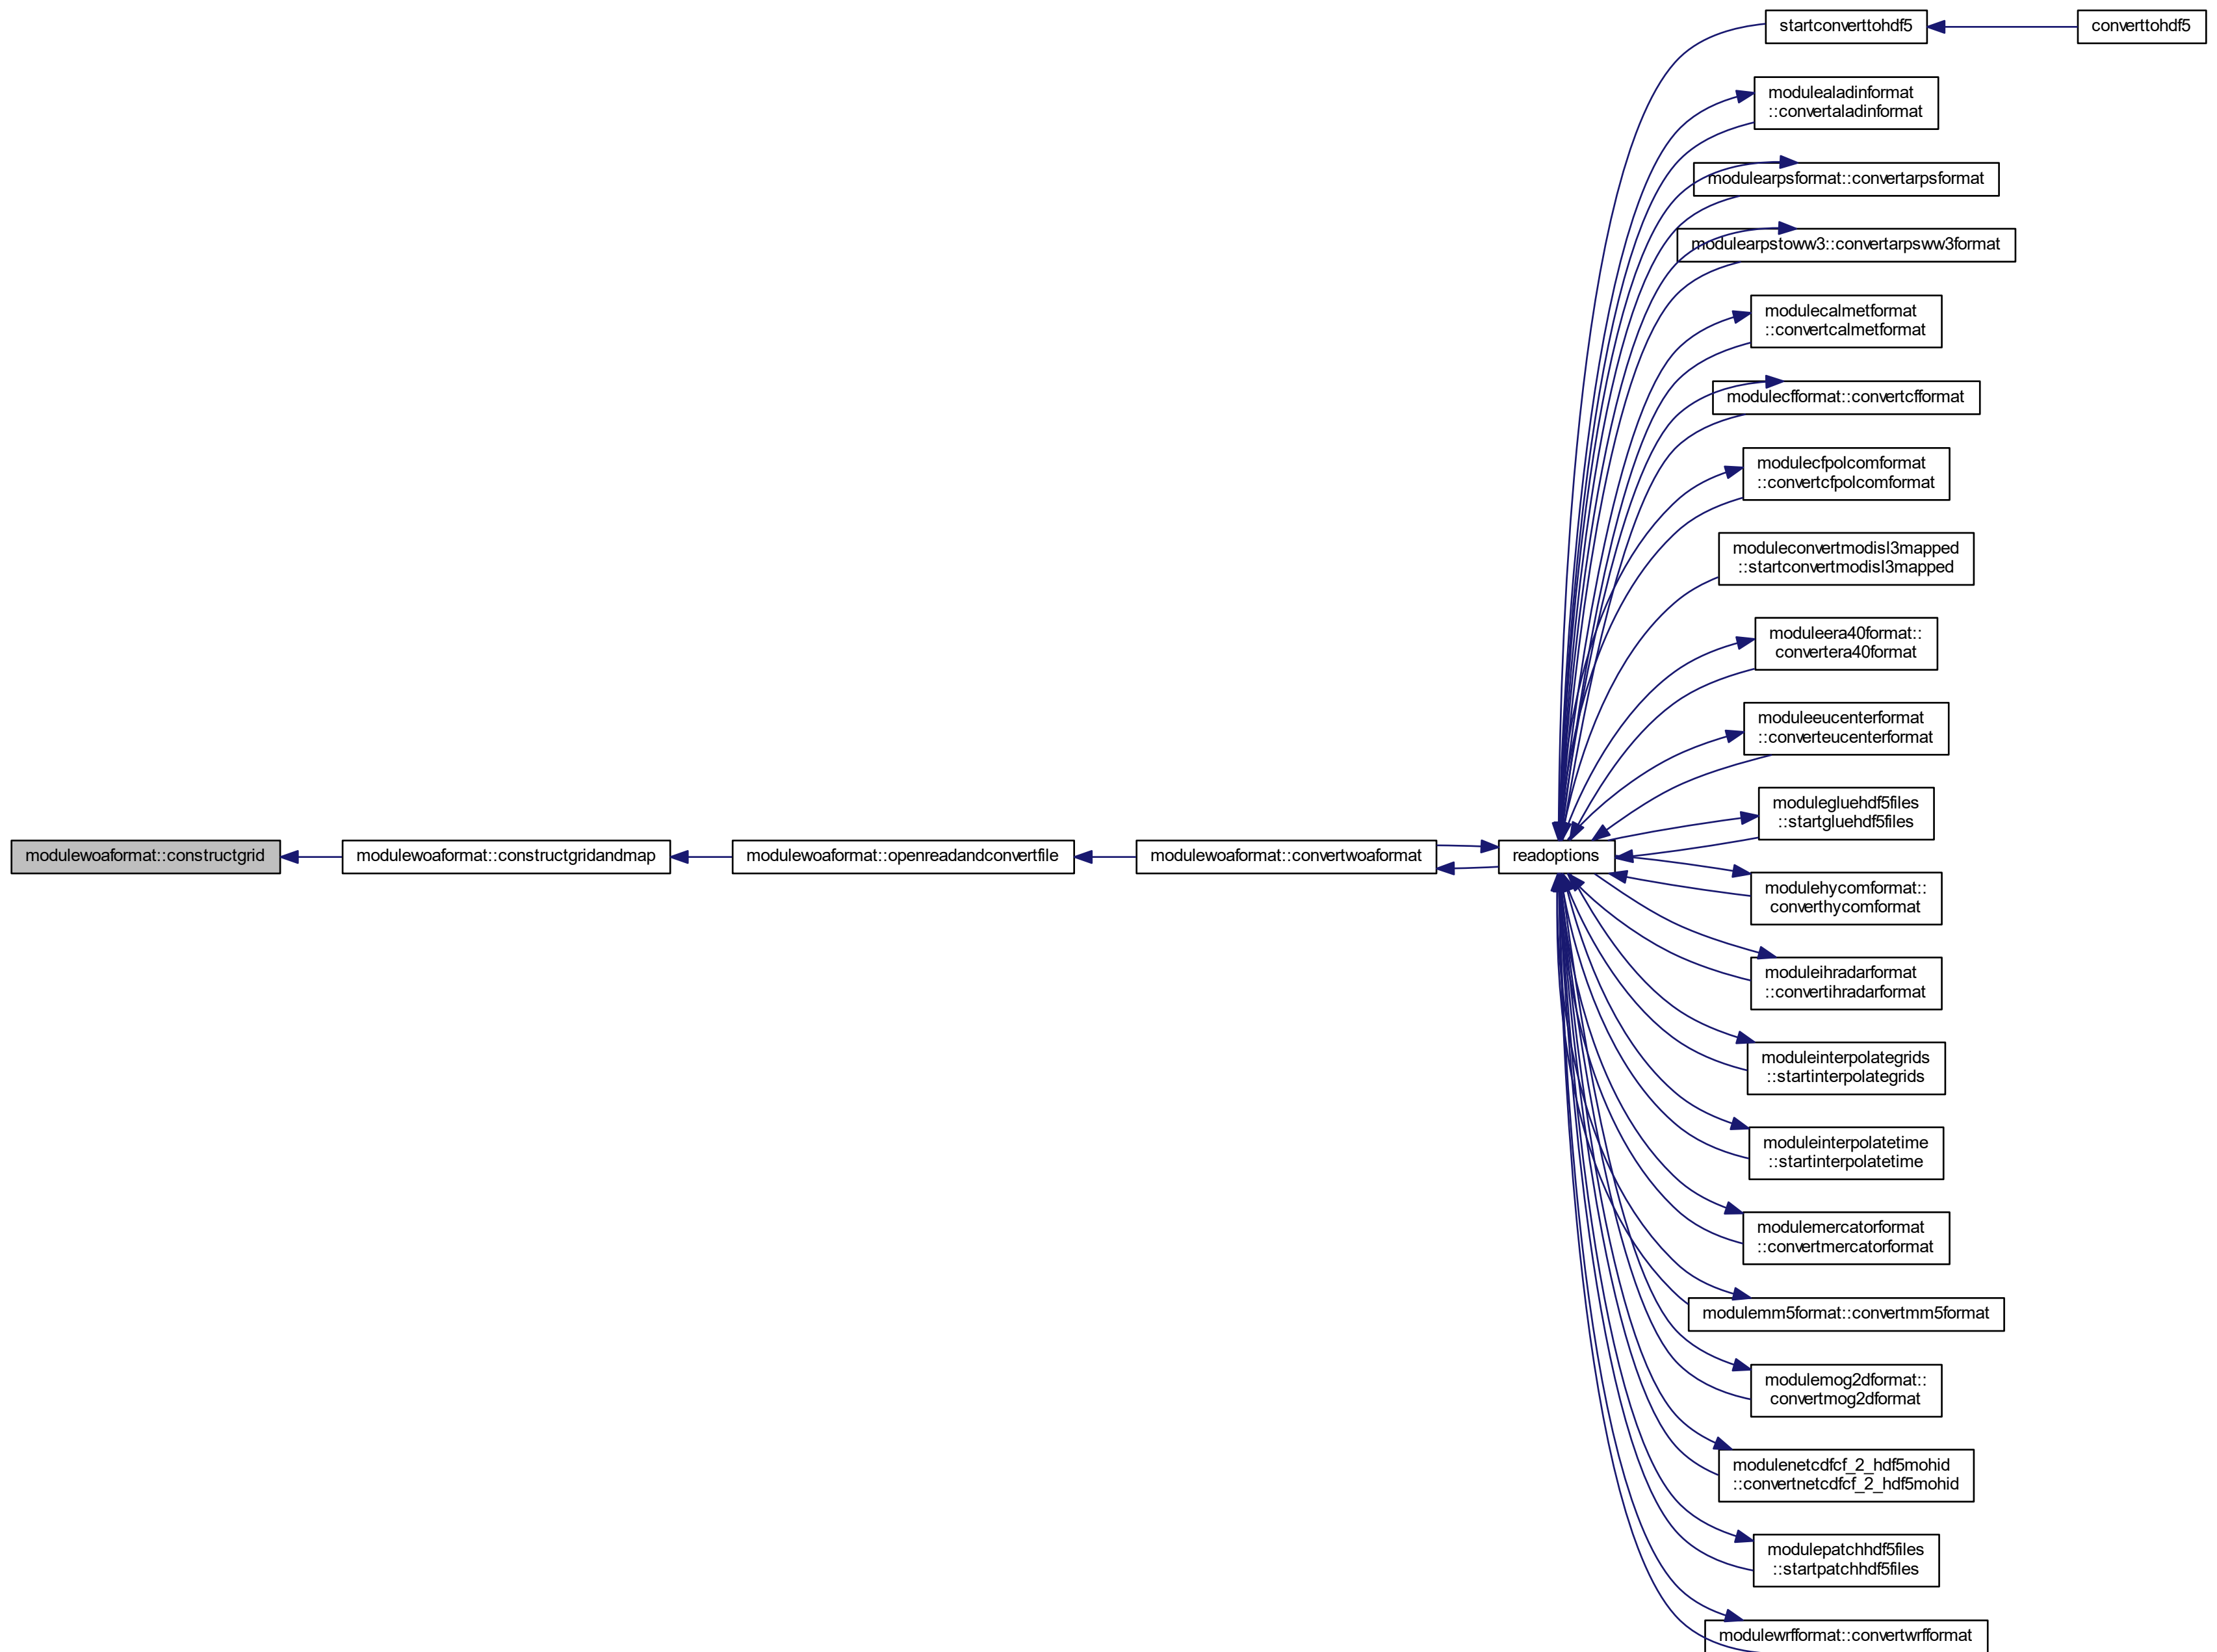 startconverttohdf5
converttohdf5
modulealadinformat
::convertaladinformat
modulearpsformat::convertarpsformat
modulearpstoww3::convertarpsww3format
modulecalmetformat
::convertcalmetformat
modulecfformat::convertcfformat
modulecfpolcomformat
::convertcfpolcomformat
moduleconvertmodisl3mapped
::startconvertmodisl3mapped
moduleera40format::
convertera40format
moduleeucenterformat
::converteucenterformat
modulegluehdf5files
::startgluehdf5files
modulewoaformat::constructgrid
modulewoaformat::constructgridandmap
modulewoaformat::openreadandconvertfile
modulewoaformat::convertwoaformat
readoptions
modulehycomformat::
converthycomformat
moduleihradarformat
::convertihradarformat
moduleinterpolategrids
::startinterpolategrids
moduleinterpolatetime
::startinterpolatetime
modulemercatorformat
::convertmercatorformat
modulemm5format::convertmm5format
modulemog2dformat::
convertmog2dformat
modulenetcdfcf_2_hdf5mohid
::convertnetcdfcf_2_hdf5mohid
modulepatchhdf5files
::startpatchhdf5files
modulewrfformat::convertwrfformat